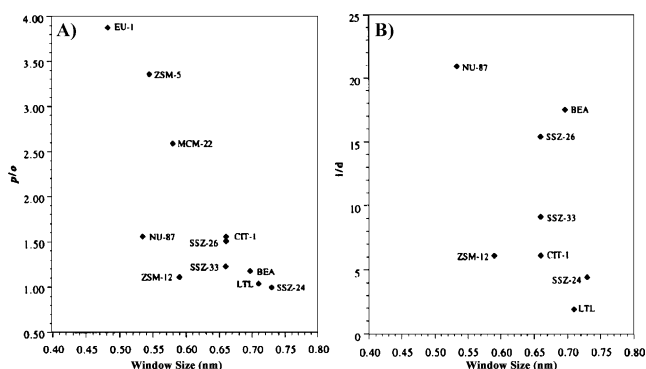 A)
4.00
3.50
3.00
2.50
2.00
1.50
1.00
0.50
p/o
EU-1
ZSM-5
MCM-22
NU-87
CIT-1
SSZ-26
SSZ-33
ZSM-12
BEA
LTL
SSZ-24
0.40 0.45 0.50 0.55 0.60 0.65 0.70 0.75 0.80
Window Size (nm)
B)
25
20
15
10
5
0
i/d
NU-87
BEA
SSZ-26
SSZ-33
ZSM-12
CIT-1
SSZ-24
LTL
0.40 0.45 0.50 0.55 0.60 0.65 0.70 0.75 0.80
Window Size (nm)